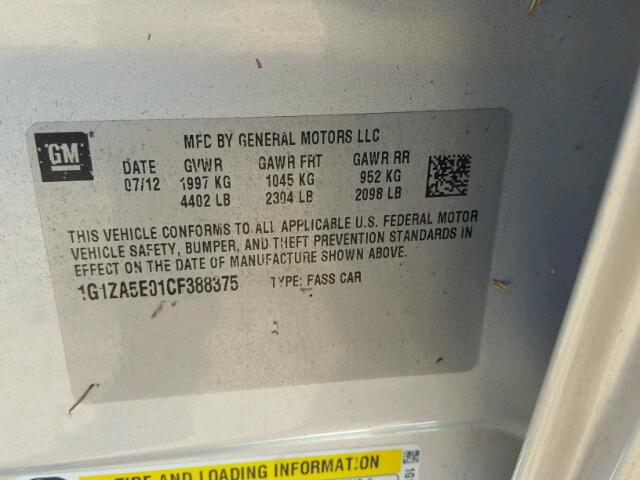 GM
MFD BY GENERAL MOTORS LLC
DATE GVWR GAWR FRT GAWR RR
07/12 1997 KG 1045 KG 952 KG
4402 LB 2304 LB 2098 LB
THIS VEHICLE CONFORMS TO ALL APPLICABLE U.S. FEDERAL MOTOR
VEHICLE SAFETY, BUMPER, AND THEFT PREVENTION STANDARDS IN
EFFECT ON THE DATE OF MANUFACTURE SHOWN ABOVE.
1G1ZA5E01CF388375 TYPE: PASS CAR
TIRE AND LOADING INFORMATION
1G